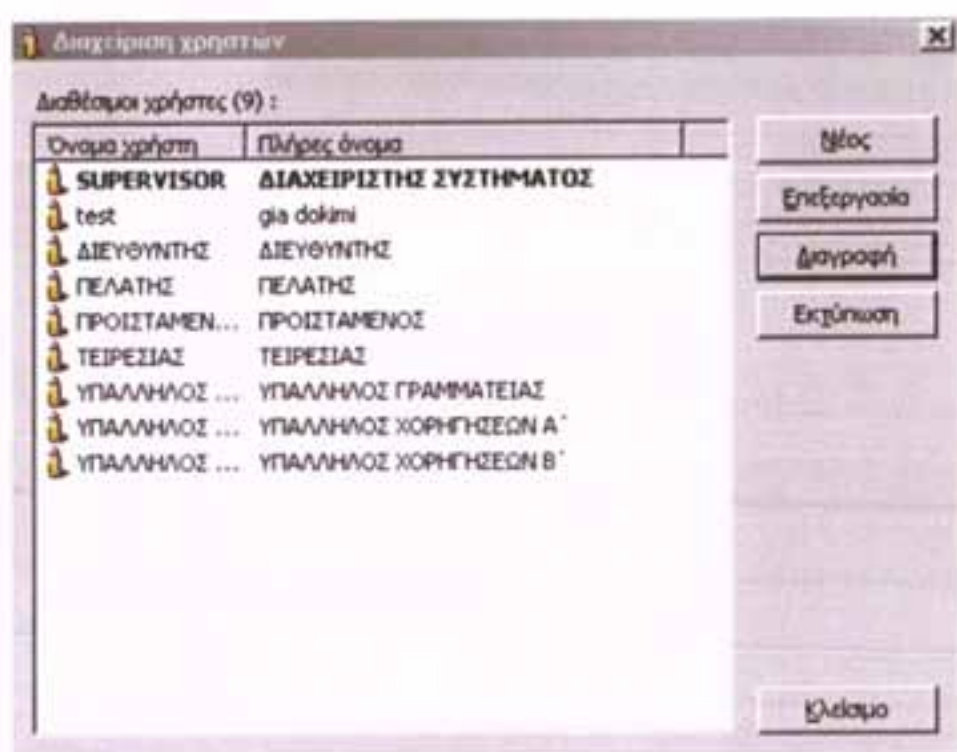 Διαχείριση χρηστών
Διαθέσιμοι χρήστες (9) :
Όνομα χρήστη Πλήρες όνομα
SUPERVISOR ΔΙΑΧΕΙΡΙΣΤΗΣ ΣΥΣΤΗΜΑΤΟΣ
test gia dokimi
ΔΙΕΥΘΥΝΤΗΣ ΔΙΕΥΘΥΝΤΗΣ
ΠΕΛΑΤΗΣ ΠΕΛΑΤΗΣ
ΠΡΟΙΣΤΑΜΕΝ... ΠΡΟΙΣΤΑΜΕΝΟΣ
ΤΕΙΡΕΣΙΑΣ ΤΕΙΡΕΣΙΑΣ
ΥΠΑΛΛΗΛΟΣ ... ΥΠΑΛΛΗΛΟΣ ΓΡΑΜΜΑΤΕΙΑΣ
ΥΠΑΛΛΗΛΟΣ ... ΥΠΑΛΛΗΛΟΣ ΧΟΡΗΓΗΣΕΩΝ Α΄
ΥΠΑΛΛΗΛΟΣ ... ΥΠΑΛΛΗΛΟΣ ΧΟΡΗΓΗΣΕΩΝ Β΄
Νέος
Επεξεργασία
Διαγραφή
Εκτύπωση
Κλείσιμο